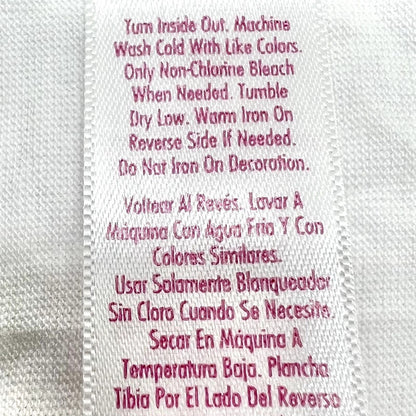 Turn Inside Out. Machine
Wash Cold With Like Colors.
Only Non-Chlorine Bleach
When Needed. Tumble
Dry Low. Warm Iron On
Reverse Side If Needed.
Do Not Iron On Decoration.
Voltear Al Revés. Lavar A
Máquina Con Agua Fria Y Con
Colores Similares.
Usar Solamente Blanqueador
Sin Cloro Cuando Se Necesite.
Secar En Máquina A
Temperatura Baja. Plancha
Tibia Por El Lado Del Reverso